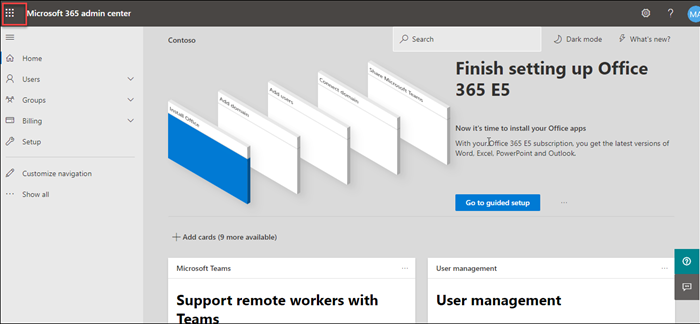 Microsoft 365 admin center
?
MA
Contoso
Search
Dark mode
What's new?
Home
Users
Groups
Billing
Setup
Customize navigation
Show all
Install Office
Add domain
Add users
Connect domain
Share Microsoft Teams
Finish setting up Office
365 E5
Now it's time to install your Office apps
With your Office 365 E5 subscription, you get the latest versions of
Word, Excel, PowerPoint and Outlook.
Go to guided setup
Add cards (9 more available)
Microsoft Teams
Support remote workers with
Teams
User management
User management